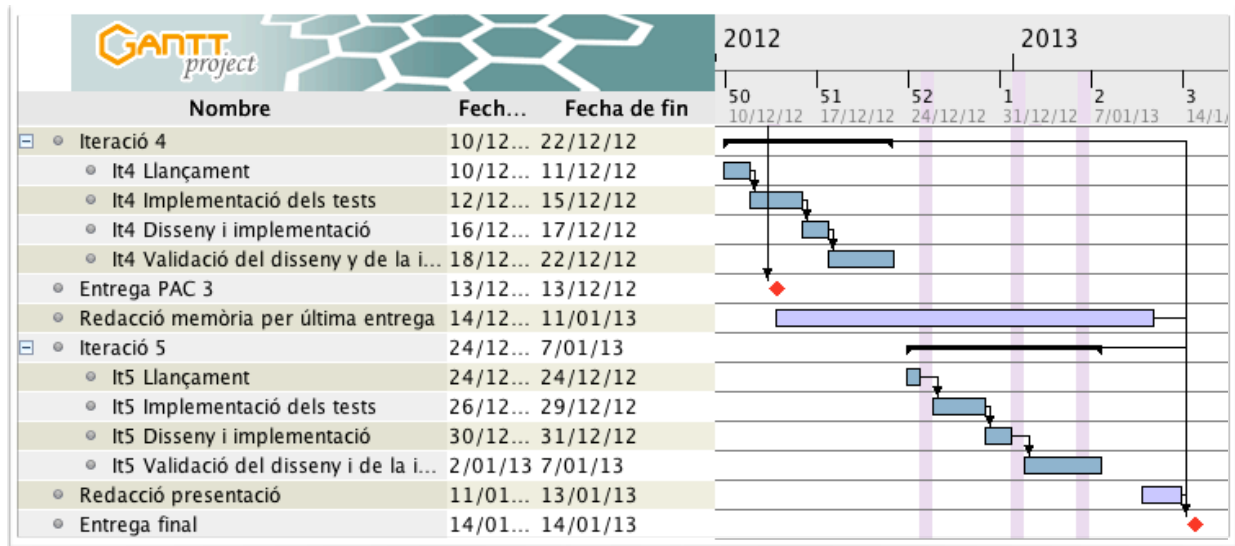 GANTT project
2012 2013
50 51 52 1 2 3
10/12/12 17/12/12 24/12/12 31/12/12 7/01/13 14/1/
Nombre Fech... Fecha de fin
Iteració 4 10/12... 22/12/12
It4 Llançament 10/12... 11/12/12
It4 Implementació dels tests 12/12... 15/12/12
It4 Disseny i implementació 16/12... 17/12/12
It4 Validació del disseny y de la i... 18/12... 22/12/12
Entrega PAC 3 13/12... 13/12/12
Redacció memòria per última entrega 14/12... 11/01/13
Iteració 5 24/12... 7/01/13
It5 Llançament 24/12... 24/12/12
It5 Implementació dels tests 26/12... 29/12/12
It5 Disseny i implementació 30/12... 31/12/12
It5 Validació del disseny i de la i... 2/01/13 7/01/13
Redacció presentació 11/01... 13/01/13
Entrega final 14/01... 14/01/13